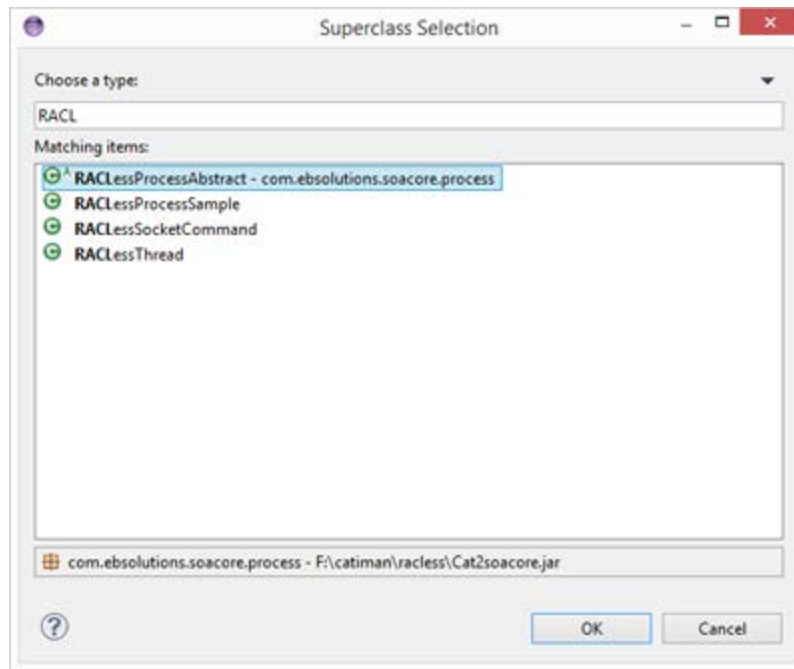 Superclass Selection
Choose a type:
RACL
Matching items:
RACLessProcessAbstract - com.ebsolutions.soacore.process
RACLessProcessSample
RACLessSocketCommand
RACLessThread
com.ebsolutions.soacore.process - F:\catiman\racless\Cat2soacore.jar
OK Cancel